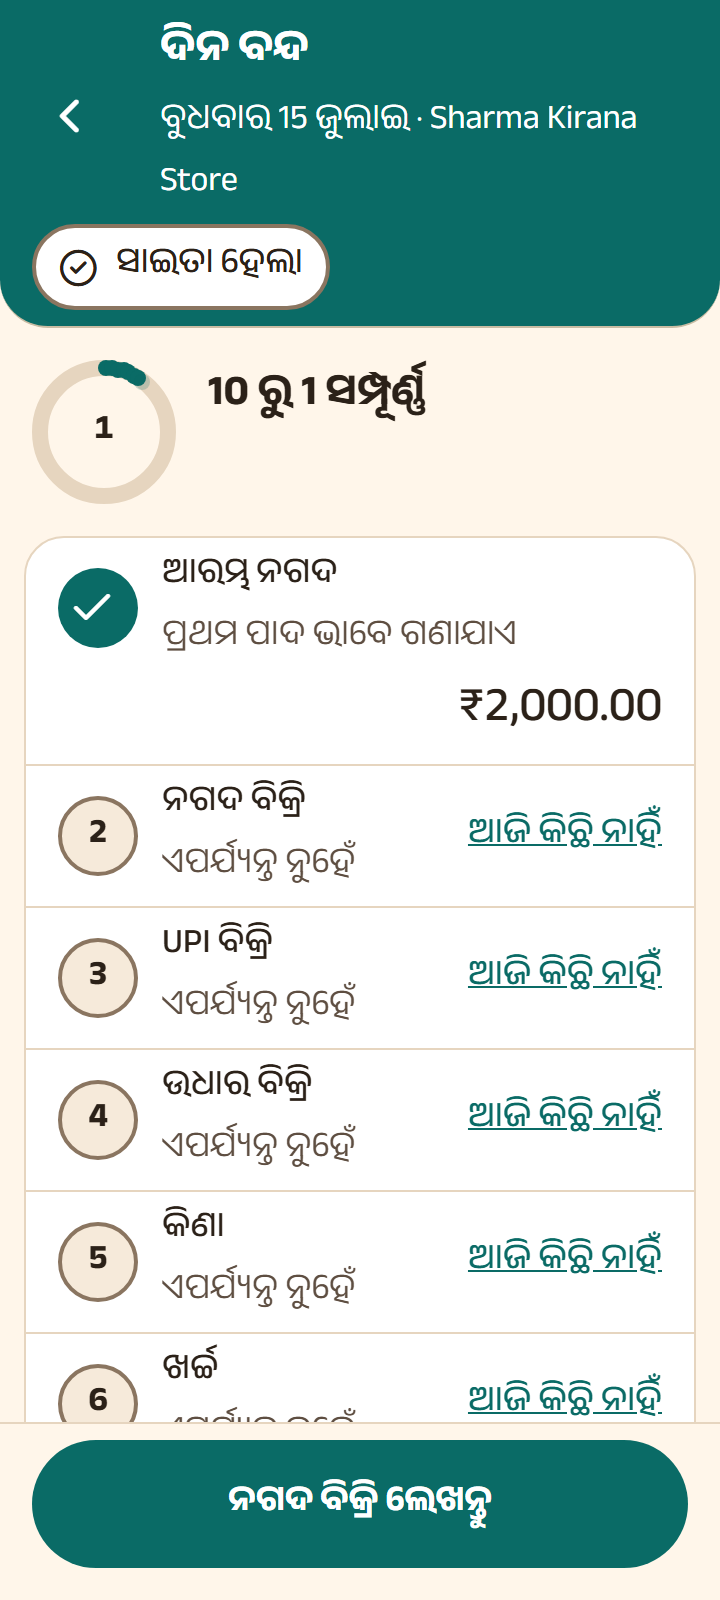 ଦିନ ବନ୍ଦ
ବୁଧବାର 15 ଜୁଲାଇ · Sharma Kirana
Store
ସାଇତା ହେଲା
1
10 ରୁ 1 ସମ୍ପୂର୍ଣ୍ଣ
ଆରମ୍ଭ ନଗଦ
ପ୍ରଥମ ପାଦ ଭାବେ ଗଣାଯାଏ
₹2,000.00
2
ନଗଦ ବିକ୍ରି
ଏପର୍ଯ୍ୟନ୍ତ ନୁହେଁ
ଆଜି କିଛି ନାହିଁ
3
UPI ବିକ୍ରି
ଏପର୍ଯ୍ୟନ୍ତ ନୁହେଁ
ଆଜି କିଛି ନାହିଁ
4
ଉଧାର ବିକ୍ରି
ଏପର୍ଯ୍ୟନ୍ତ ନୁହେଁ
ଆଜି କିଛି ନାହିଁ
5
କିଣା
ଏପର୍ଯ୍ୟନ୍ତ ନୁହେଁ
ଆଜି କିଛି ନାହିଁ
6
ଖର୍ଚ୍ଚ
ଆଜି କିଛି ନାହିଁ
ନଗଦ ବିକ୍ରି ଲେଖନ୍ତୁ